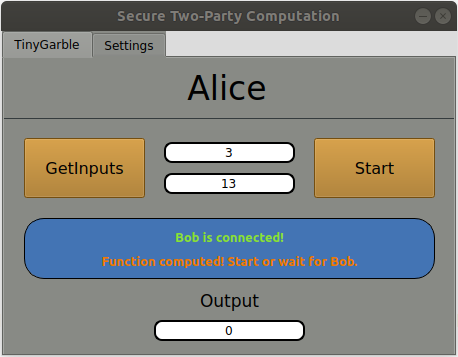 Secure Two-Party Computation
TinyGarble
Settings
Alice
GetInputs
3
13
Start
Bob is connected!
Function computed! Start or wait for Bob.
Output
0